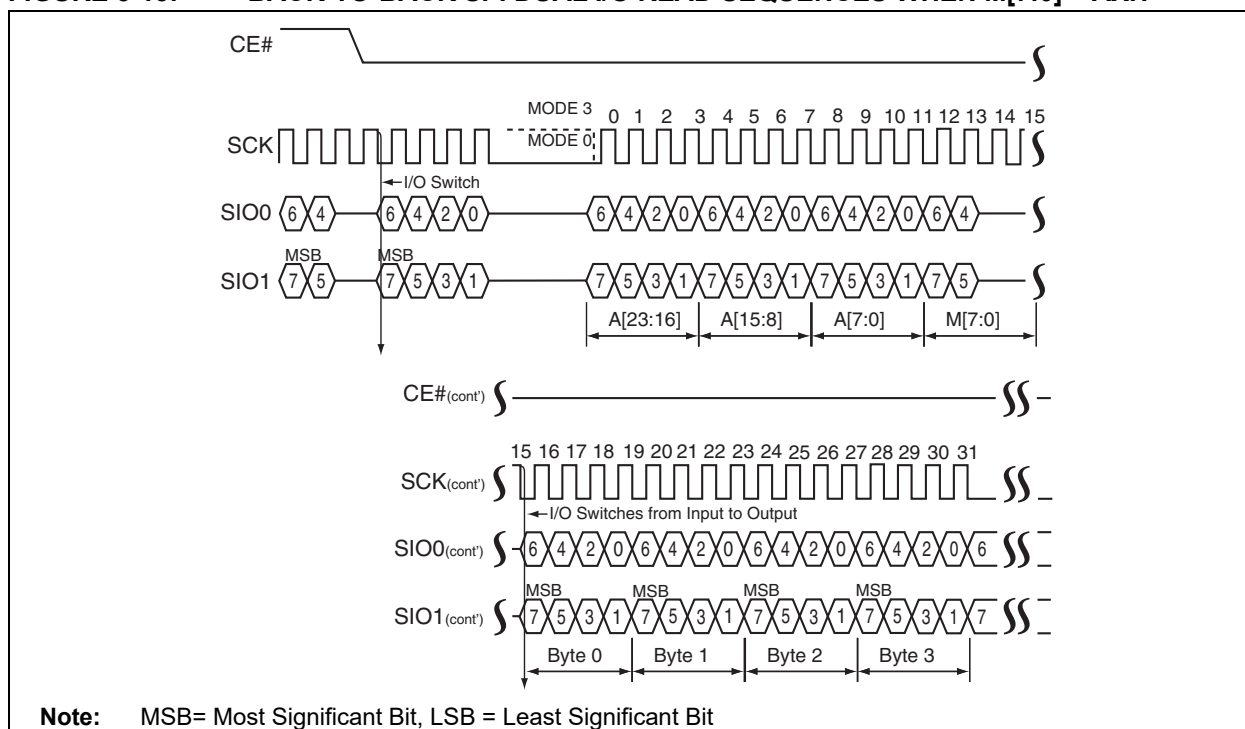 CE#
MODE 3
0 1 2 3 4 5 6 7 8 9 10 11 12 13 14 15
SCK
MODE 0
I/O Switch
SIO0 6 4 6 4 2 0 6 4 2 0 6 4 2 0 6 4 2 0 6 4
MSB MSB
SIO1 7 5 7 5 3 1 7 5 3 1 7 5 3 1 7 5 3 1 7 5
A[23:16] A[15:8] A[7:0] M[7:0]
CE#(cont')
15 16 17 18 19 20 21 22 23 24 25 26 27 28 29 30 31
SCK(cont')
I/O Switches from Input to Output
SIO0(cont') 6 4 2 0 6 4 2 0 6 4 2 0 6 4 2 0 6
MSB MSB MSB MSB
SIO1(cont') 7 5 3 1 7 5 3 1 7 5 3 1 7 5 3 1 7
Byte 0 Byte 1 Byte 2 Byte 3
Note: MSB= Most Significant Bit, LSB = Least Significant Bit